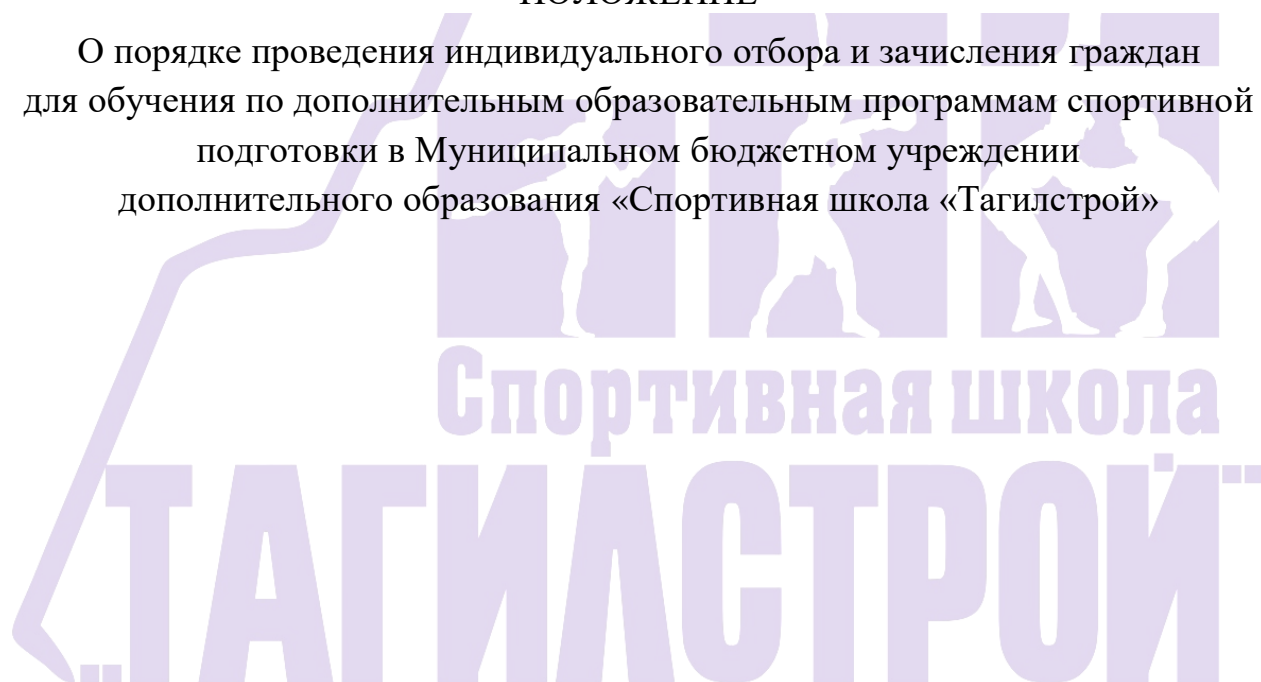 ПОЛОЖЕНИЕ
О порядке проведения индивидуального отбора и зачисления граждан
для обучения по дополнительным образовательным программам спортивной
подготовки в Муниципальном бюджетном учреждении
дополнительного образования «Спортивная школа «Тагилстрой»
Спортивная школа
„ТАГИЛСТРОЙ"